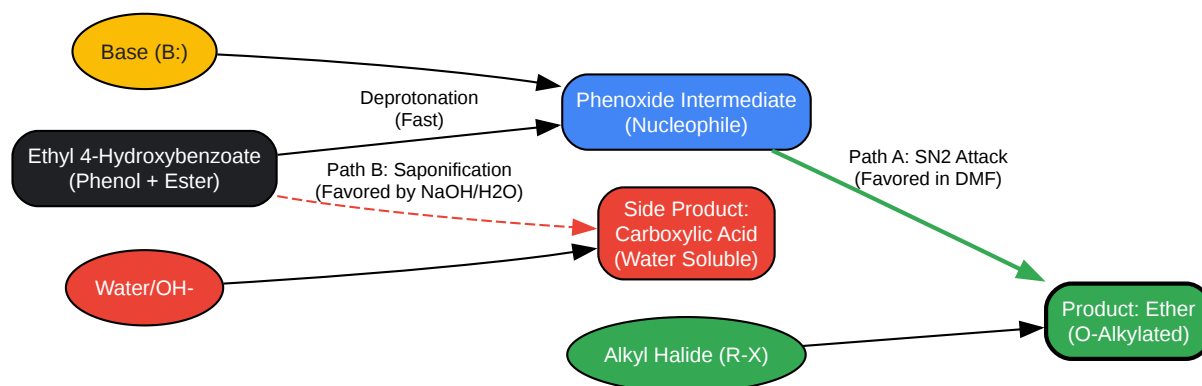 Base (B:)
Deprotonation
(Fast)
Phenoxide Intermediate
(Nucleophile)
Ethyl 4-Hydroxybenzoate
(Phenol + Ester)
Path B: Saponification
(Favored by NaOH/H2O)
Path A: SN2 Attack
(Favored in DMF)
Side Product:
Carboxylic Acid
(Water Soluble)
Water/OH-
Alkyl Halide (R-X)
Product: Ether
(O-Alkylated)